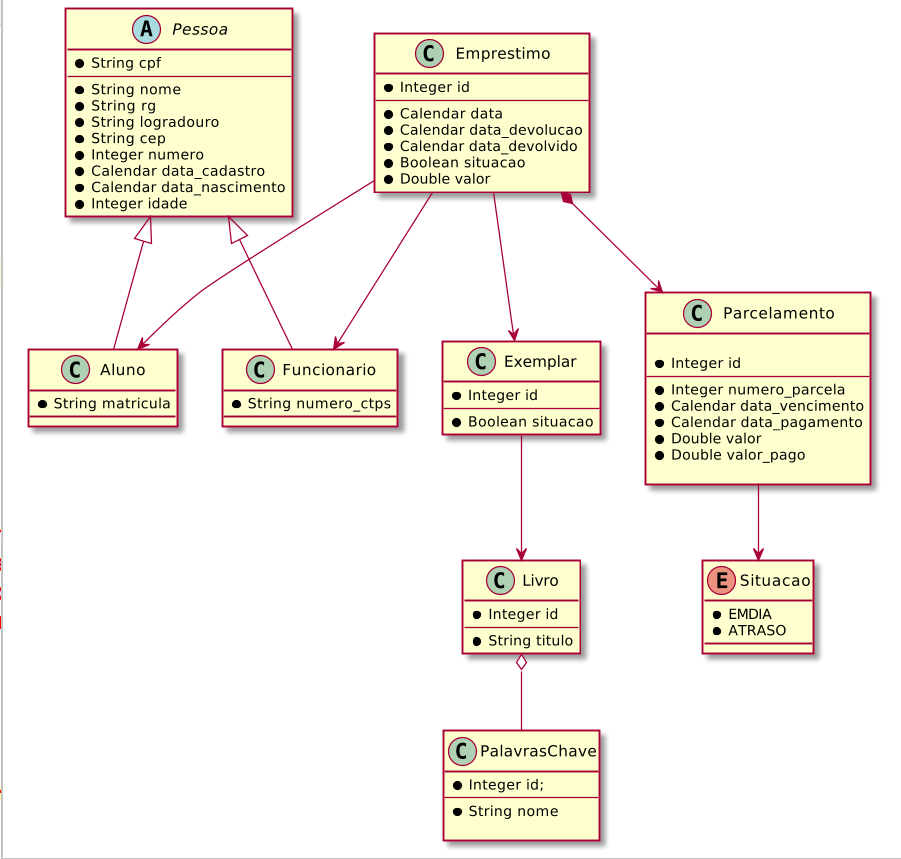 A Pessoa
String cpf
String nome
String rg
String logradouro
String cep
Integer numero
Calendar data_cadastro
Calendar data_nascimento
Integer idade
C Emprestimo
Integer id
Calendar data
Calendar data_devolucao
Calendar data_devolvido
Boolean situacao
Double valor
C Aluno
String matricula
C Funcionario
String numero_ctps
C Exemplar
Integer id
Boolean situacao
C Parcelamento
Integer id
Integer numero_parcela
Calendar data_vencimento
Calendar data_pagamento
Double valor
Double valor_pago
C Livro
Integer id
String titulo
E Situacao
EMDIA
ATRASO
C PalavrasChave
Integer id;
String nome